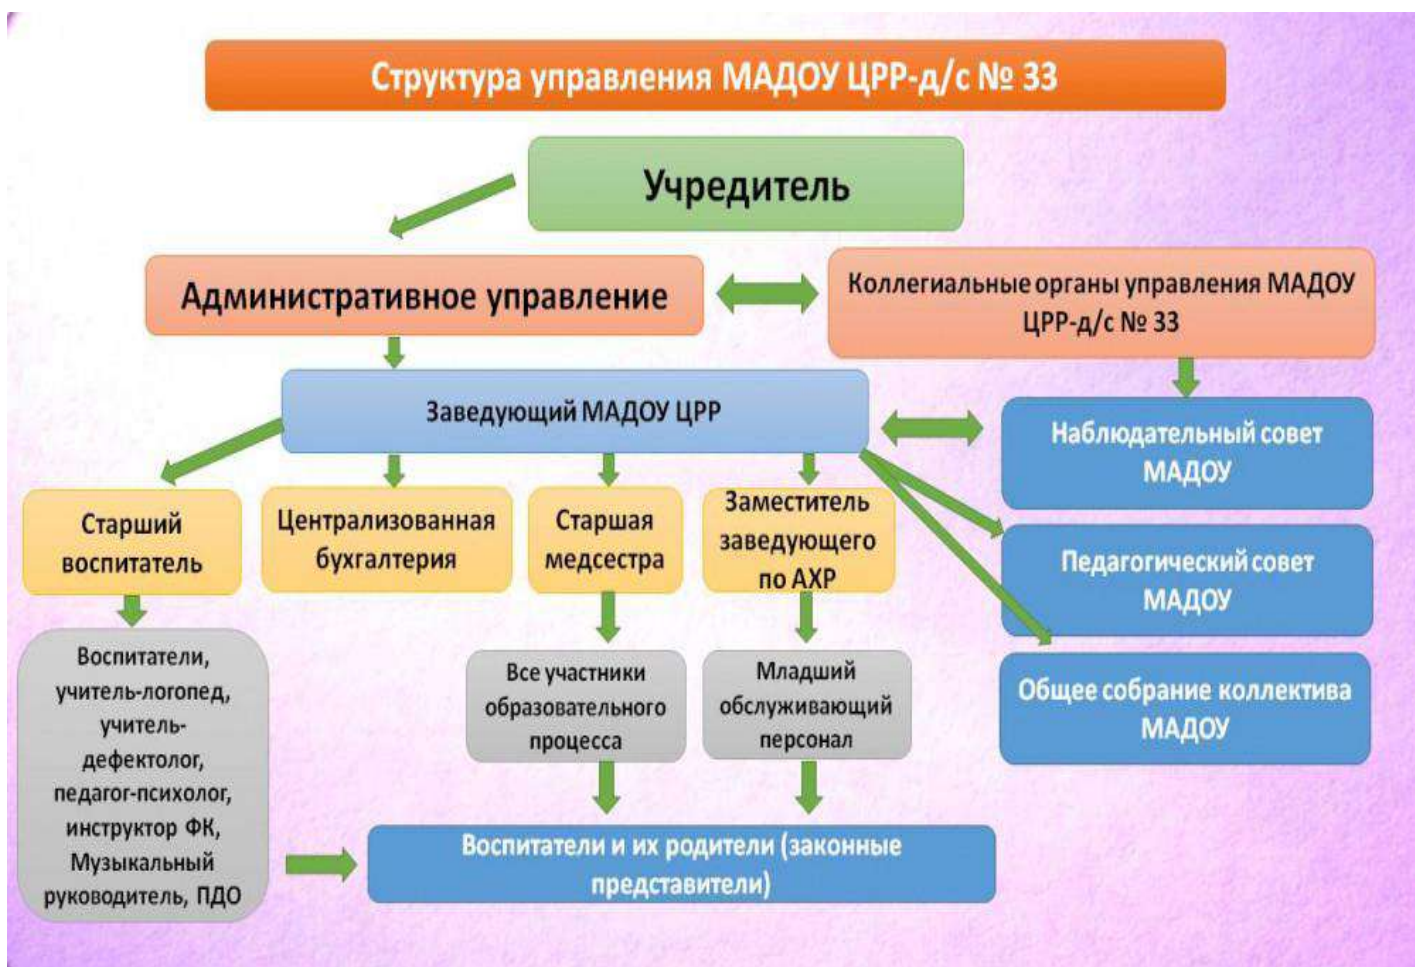 Структура управления МАДОУ ЦРР-д/с № 33
Учредитель
Административное управление
Коллегиальные органы управления МАДОУ
ЦРР-д/с № 33
Заведующий МАДОУ ЦРР
Наблюдательный совет
МАДОУ
Старший
воспитатель
Централизованная
бухгалтерия
Старшая
медсестра
Заместитель
заведующего
по АХР
Педагогический совет
МАДОУ
Воспитатели,
учитель-логопед,
учитель-
дефектолог,
педагог-психолог,
инструктор ФК,
Музыкальный
руководитель, ПДО
Все участники
образовательного
процесса
Младший
обслуживающий
персонал
Общее собрание коллектива
МАДОУ
Воспитатели и их родители (законные
представители)